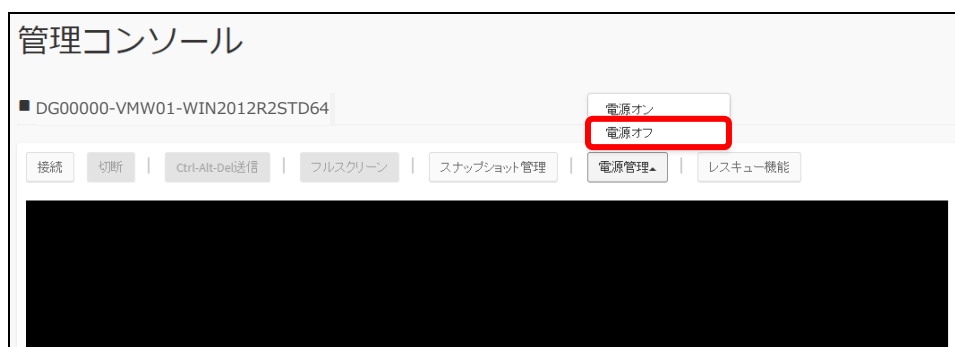 管理コンソール
■ DG00000-VMW01-WIN2012R2STD64
電源オン
電源オフ
接続 切断 | Ctrl-Alt-Del送信 | フルスクリーン | スナップショット管理 | 電源管理▲ | レスキュー機能